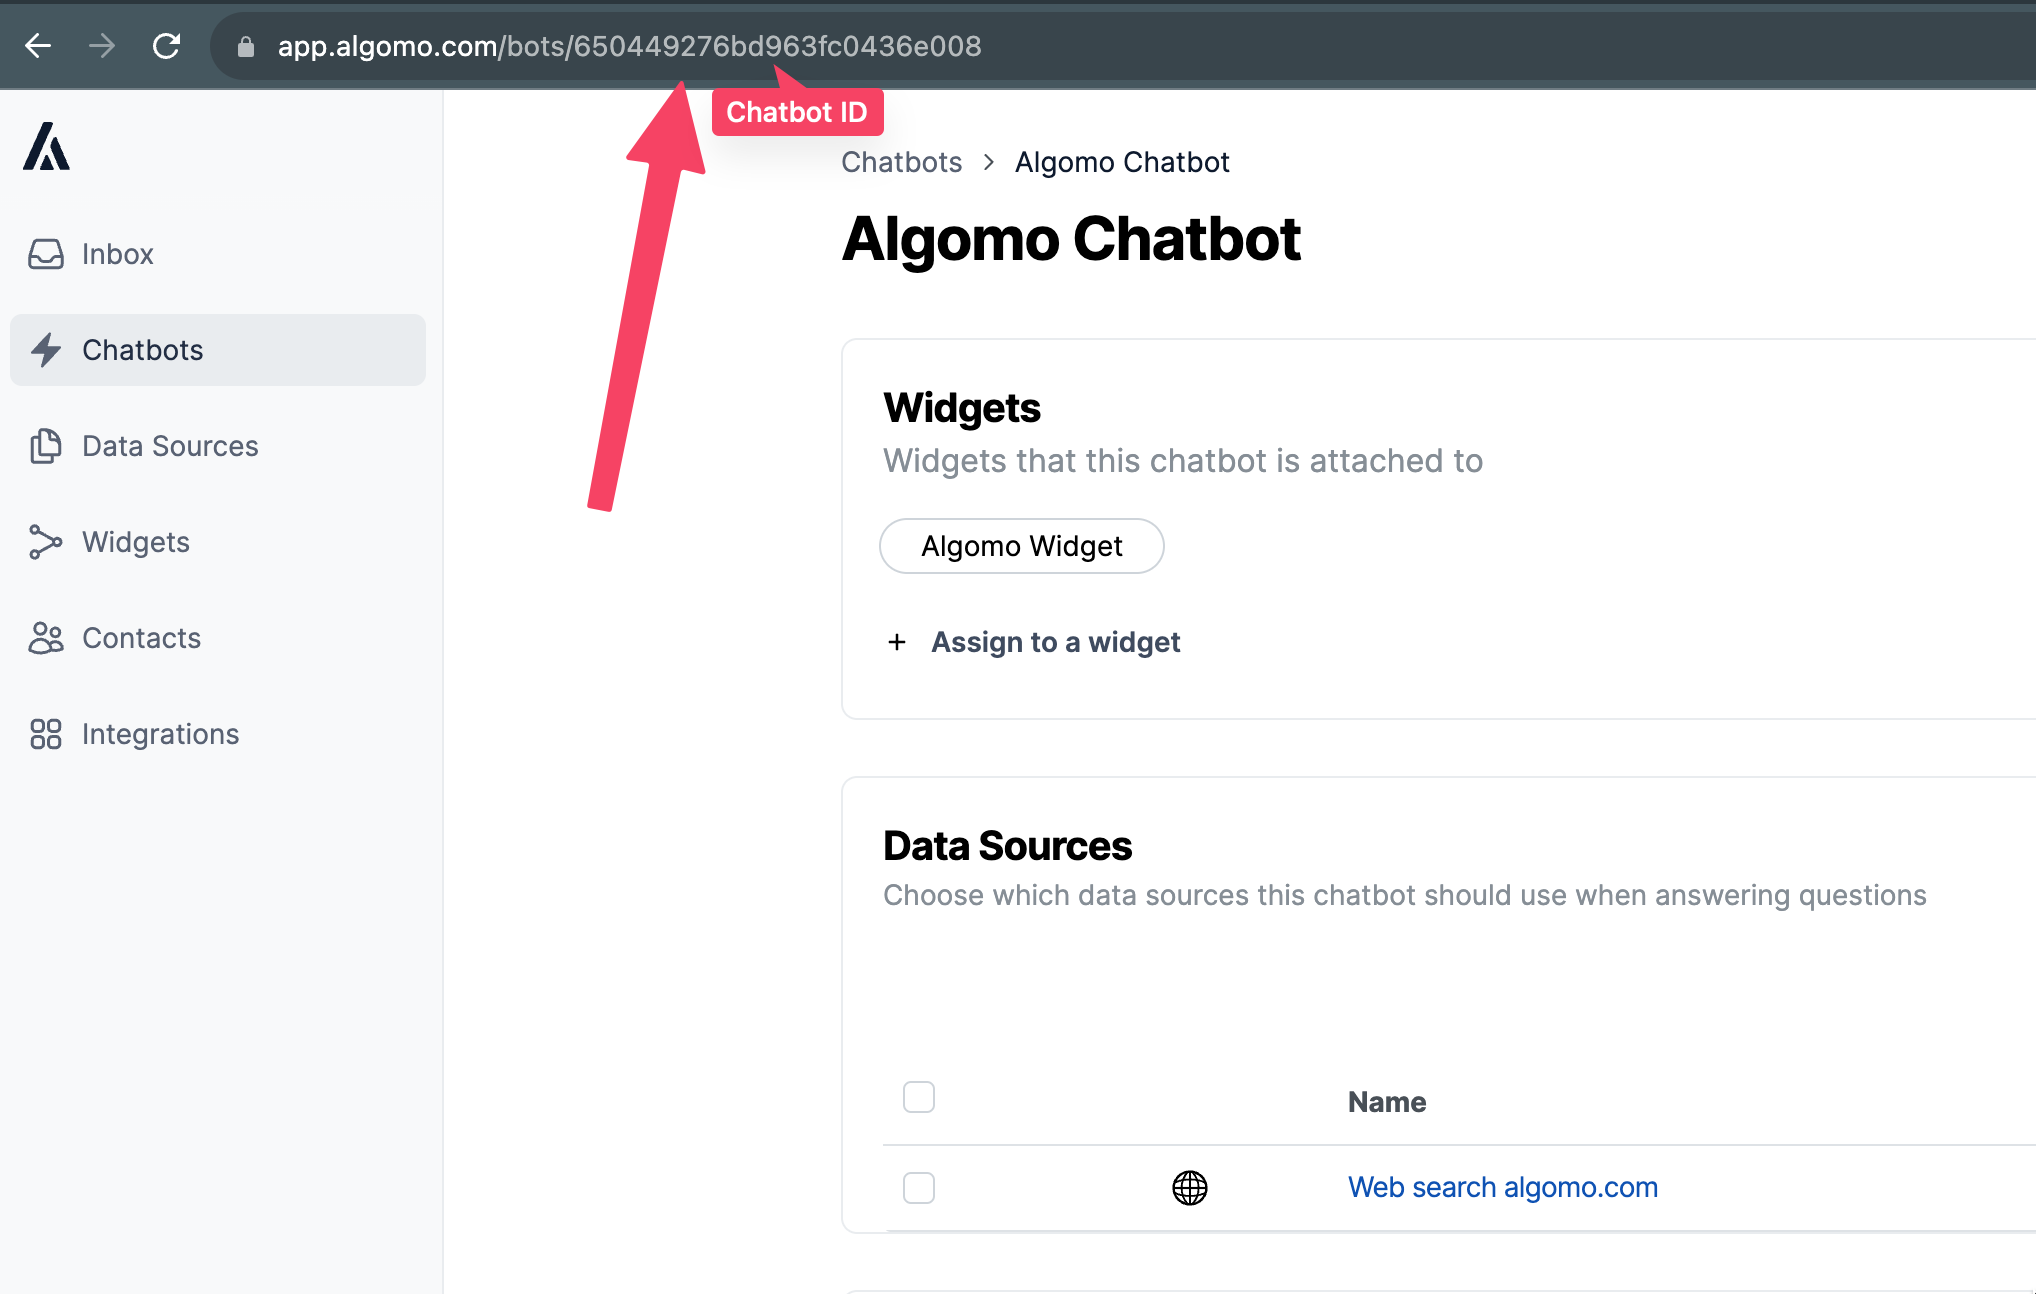 app.algomo.com/bots/650449276bd963fc0436e008
Chatbot ID
Inbox
Chatbots
Data Sources
Widgets
Contacts
Integrations
Chatbots > Algomo Chatbot
Algomo Chatbot
Widgets
Widgets that this chatbot is attached to
Algomo Widget
+ Assign to a widget
Data Sources
Choose which data sources this chatbot should use when answering questions
Name
Web search algomo.com